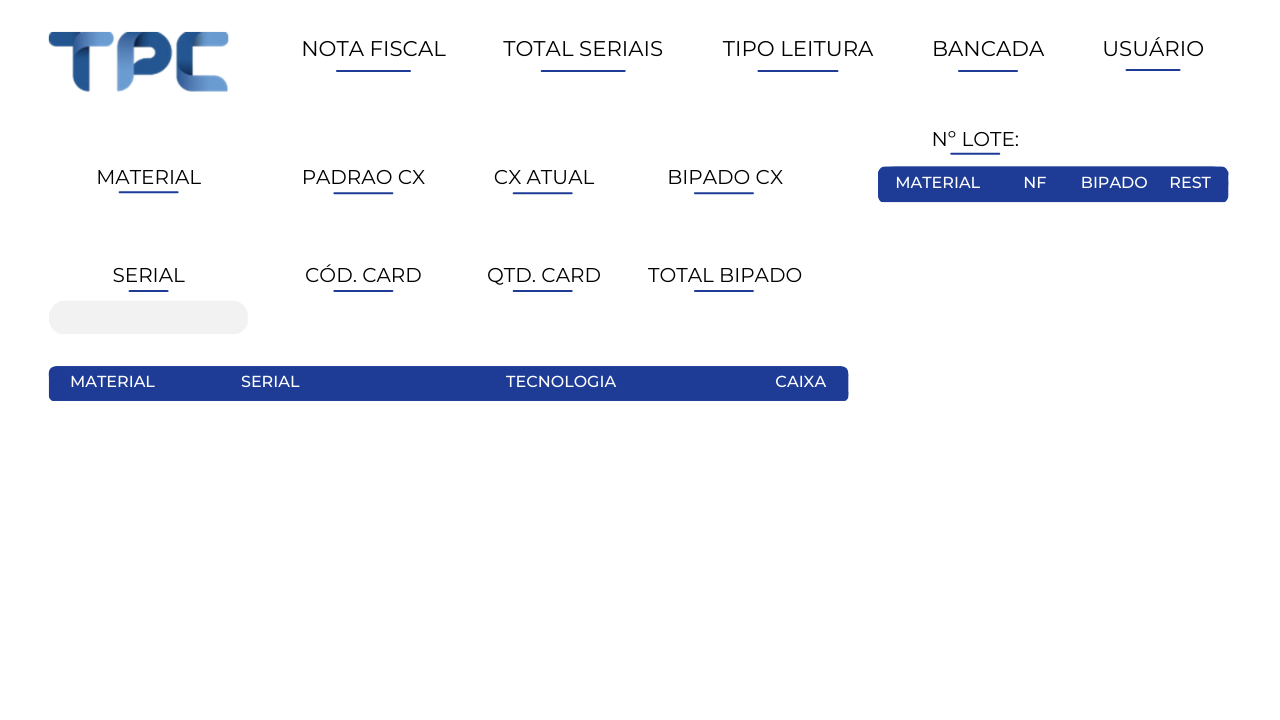 TPC
NOTA FISCAL TOTAL SERIAIS TIPO LEITURA BANCADA USUÁRIO
Nº LOTE:
MATERIAL PADRAO CX CX ATUAL BIPADO CX
MATERIAL NF BIPADO REST
SERIAL CÓD. CARD QTD. CARD TOTAL BIPADO
MATERIAL SERIAL TECNOLOGIA CAIXA